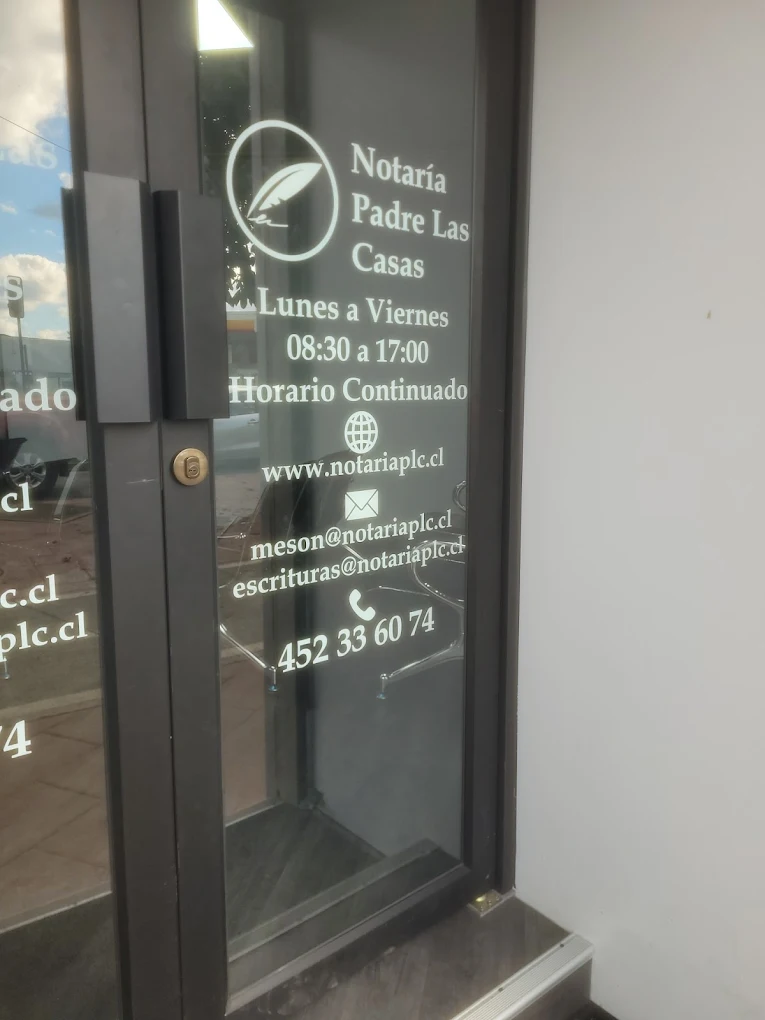 Notaría
Padre Las
Casas
Lunes a Viernes
08:30 a 17:00
Horario Continuado
www.notariaplc.cl
meson@notariaplc.cl
escrituras@notariaplc.cl
452 33 60 74